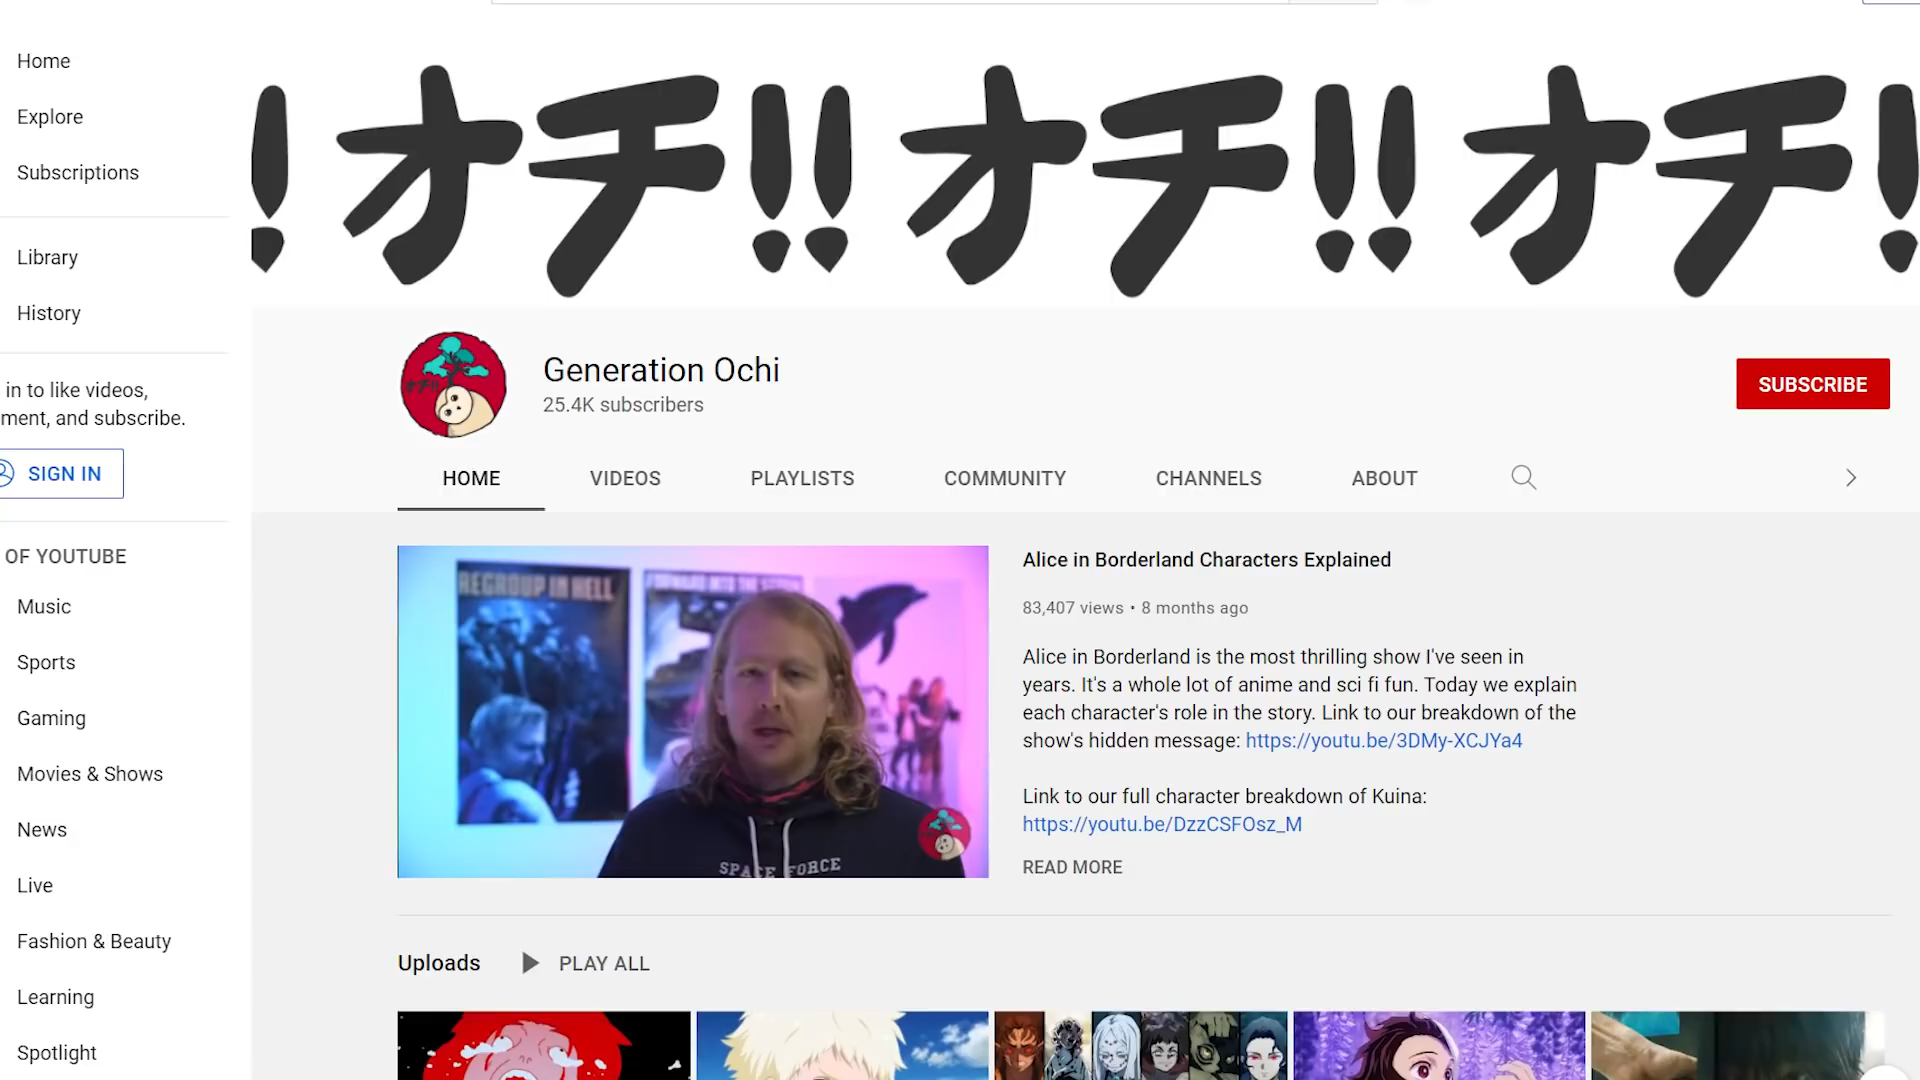 Home
Explore
Subscriptions
Library
History
in to like videos,
ment, and subscribe.
SIGN IN
OF YOUTUBE
Music
Sports
Gaming
Movies & Shows
News
Live
Fashion & Beauty
Learning
Spotlight
! オチ!! オチ!! オチ!
オチ!!
Generation Ochi
25.4K subscribers
SUBSCRIBE
HOME VIDEOS PLAYLISTS COMMUNITY CHANNELS ABOUT
REGROUP IN HELL
SPACE FORCE
Alice in Borderland Characters Explained
83,407 views • 8 months ago
Alice in Borderland is the most thrilling show I've seen in
years. It's a whole lot of anime and sci fi fun. Today we explain
each character's role in the story. Link to our breakdown of the
show's hidden message: https://youtu.be/3DMy-XCJYa4
Link to our full character breakdown of Kuina:
https://youtu.be/DzzCSFOsz_M
READ MORE
Uploads PLAY ALL